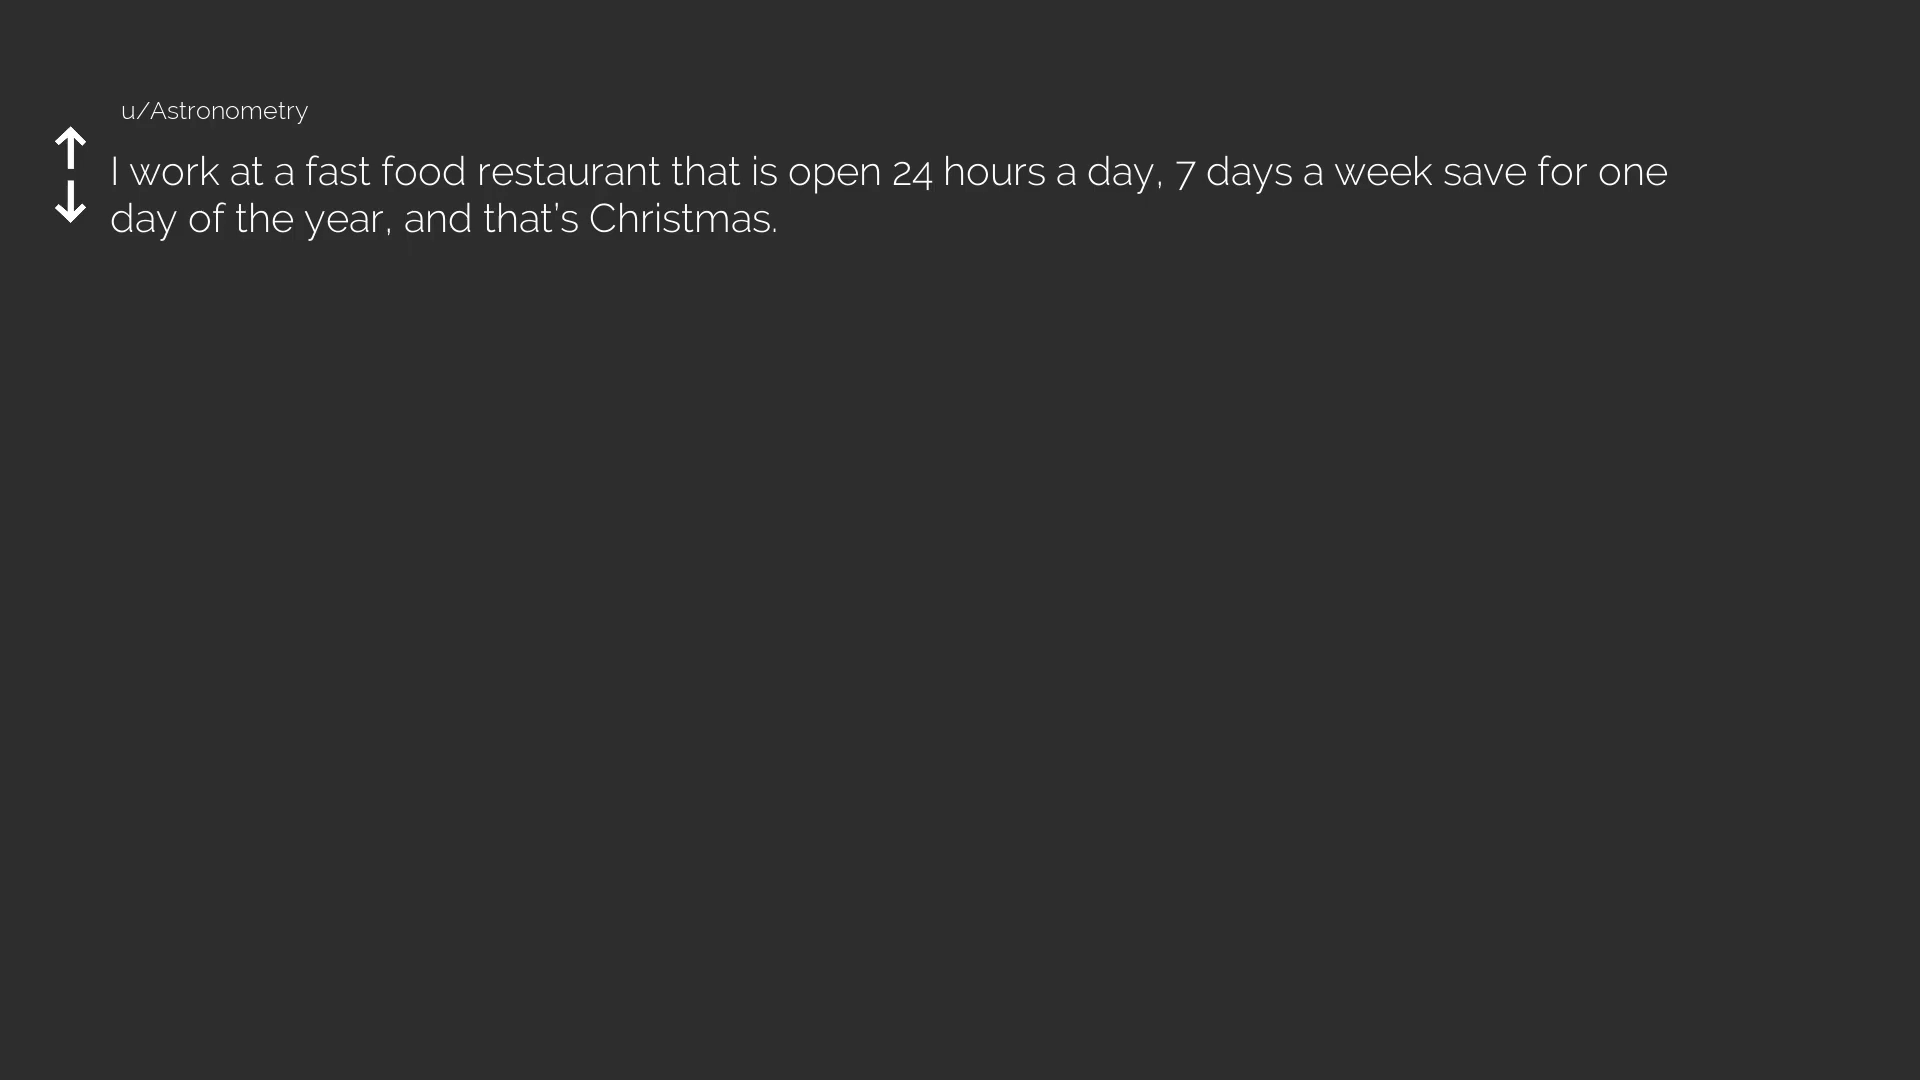 u/Astronometry
I work at a fast food restaurant that is open 24 hours a day, 7 days a week save for one
day of the year, and that's Christmas.